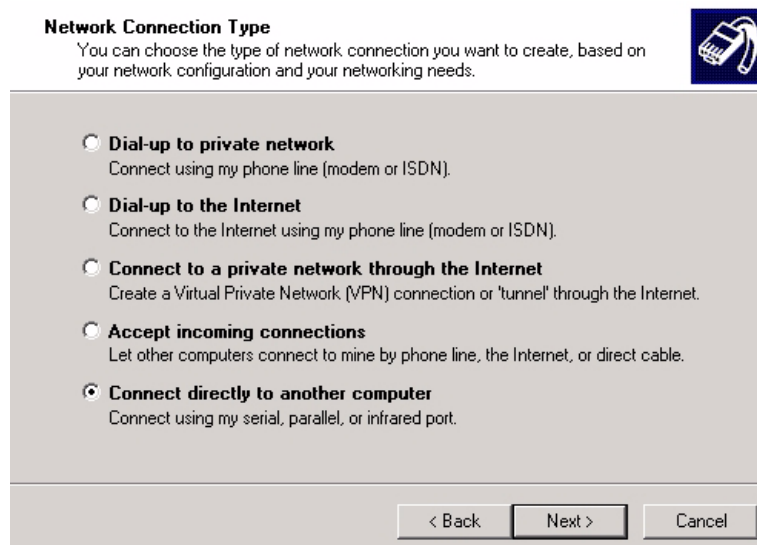 Network Connection Type
You can choose the type of network connection you want to create, based on
your network configuration and your networking needs.
Dial-up to private network
Connect using my phone line (modem or ISDN).
Dial-up to the Internet
Connect to the Internet using my phone line (modem or ISDN).
Connect to a private network through the Internet
Create a Virtual Private Network (VPN) connection or 'tunnel' through the Internet.
Accept incoming connections
Let other computers connect to mine by phone line, the Internet, or direct cable.
Connect directly to another computer
Connect using my serial, parallel, or infrared port.
< Back Next > Cancel